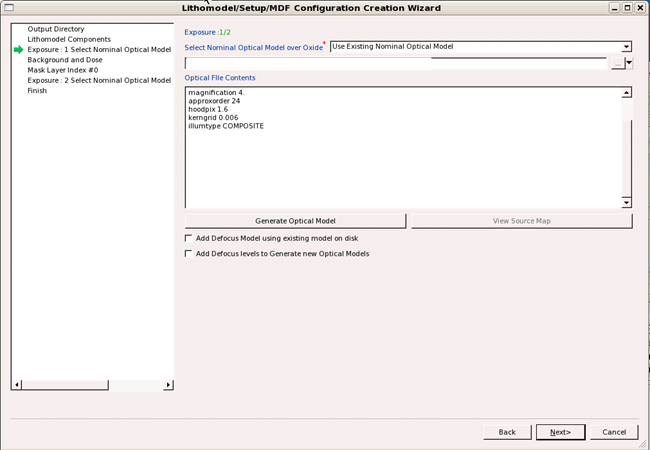 Lithomodel/Setup/MDF Configuration Creation Wizard
Output Directory
Lithomodel Components
Exposure : 1 Select Nominal Optical Model
Background and Dose
Mask Layer Index #0
Exposure : 2 Select Nominal Optical Model
Finish
Exposure :1/2
Select Nominal Optical Model over Oxide* Use Existing Nominal Optical Model
...
Optical File Contents
magnification 4.
approxorder 24
hoodpix 1.6
kerngrid 0.006
illumtype COMPOSITE
Generate Optical Model View Source Map
Add Defocus Model using existing model on disk
Add Defocus levels to Generate new Optical Models
Back Next> Cancel